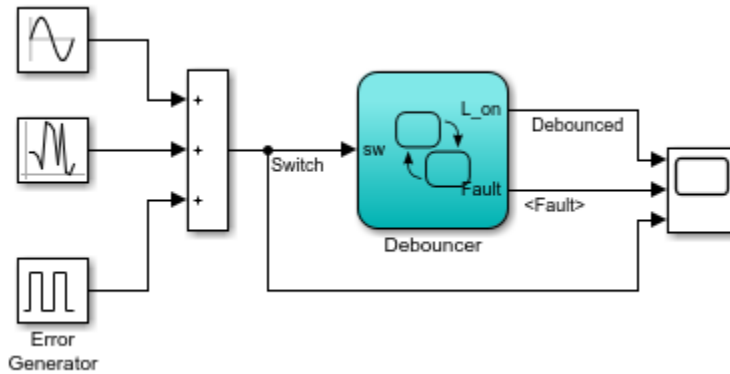 +
+
+
Switch
sw
L_on
Fault
Debouncer
Debounced
<Fault>
Error
Generator